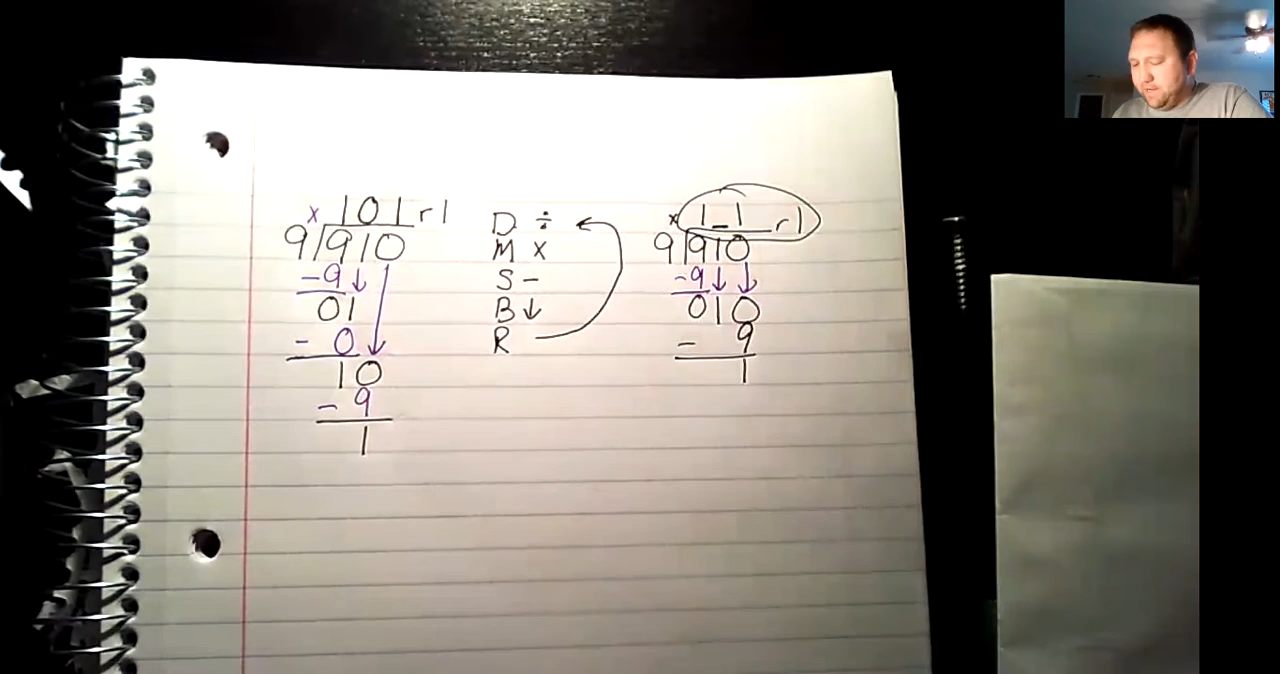 x 101 r1
9|910
-9↓
01
- 0↓
10
- 9
1
D ÷
M x
S -
B ↓
R
x 1_1 r1
9|910
-9↓↓
010
- 9
1